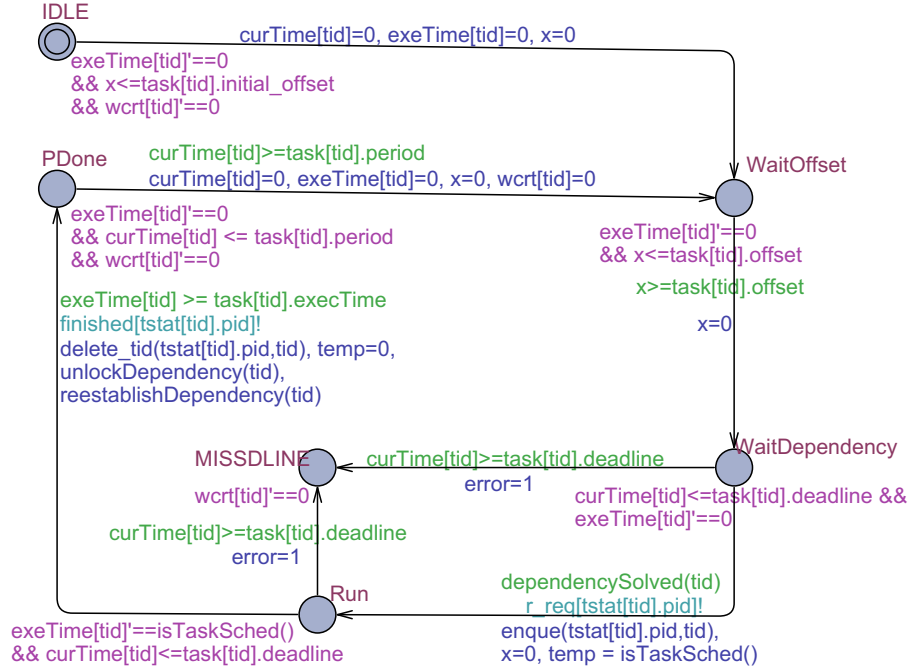 IDLE
curTime[tid]=0, exeTime[tid]=0, x=0
exeTime[tid]'==0
&& x<=task[tid].initial_offset
&& wcrt[tid]'==0
PDone
curTime[tid]>=task[tid].period
curTime[tid]=0, exeTime[tid]=0, x=0, wcrt[tid]=0
WaitOffset
exeTime[tid]'==0
&& curTime[tid] <= task[tid].period
&& wcrt[tid]'==0
exeTime[tid]'==0
&& x<=task[tid].offset
x>=task[tid].offset
x=0
exeTime[tid] >= task[tid].execTime
finished[tstat[tid].pid]!
delete_tid(tstat[tid].pid,tid), temp=0,
unlockDependency(tid),
reestablishDependency(tid)
MISSDLINE
wcrt[tid]'==0
curTime[tid]>=task[tid].deadline
error=1
WaitDependency
curTime[tid]<=task[tid].deadline &&
exeTime[tid]'==0
curTime[tid]>=task[tid].deadline
error=1
Run
exeTime[tid]'==isTaskSched()
&& curTime[tid]<=task[tid].deadline
dependencySolved(tid)
r_req[tstat[tid].pid]!
enque(tstat[tid].pid,tid),
x=0, temp = isTaskSched()